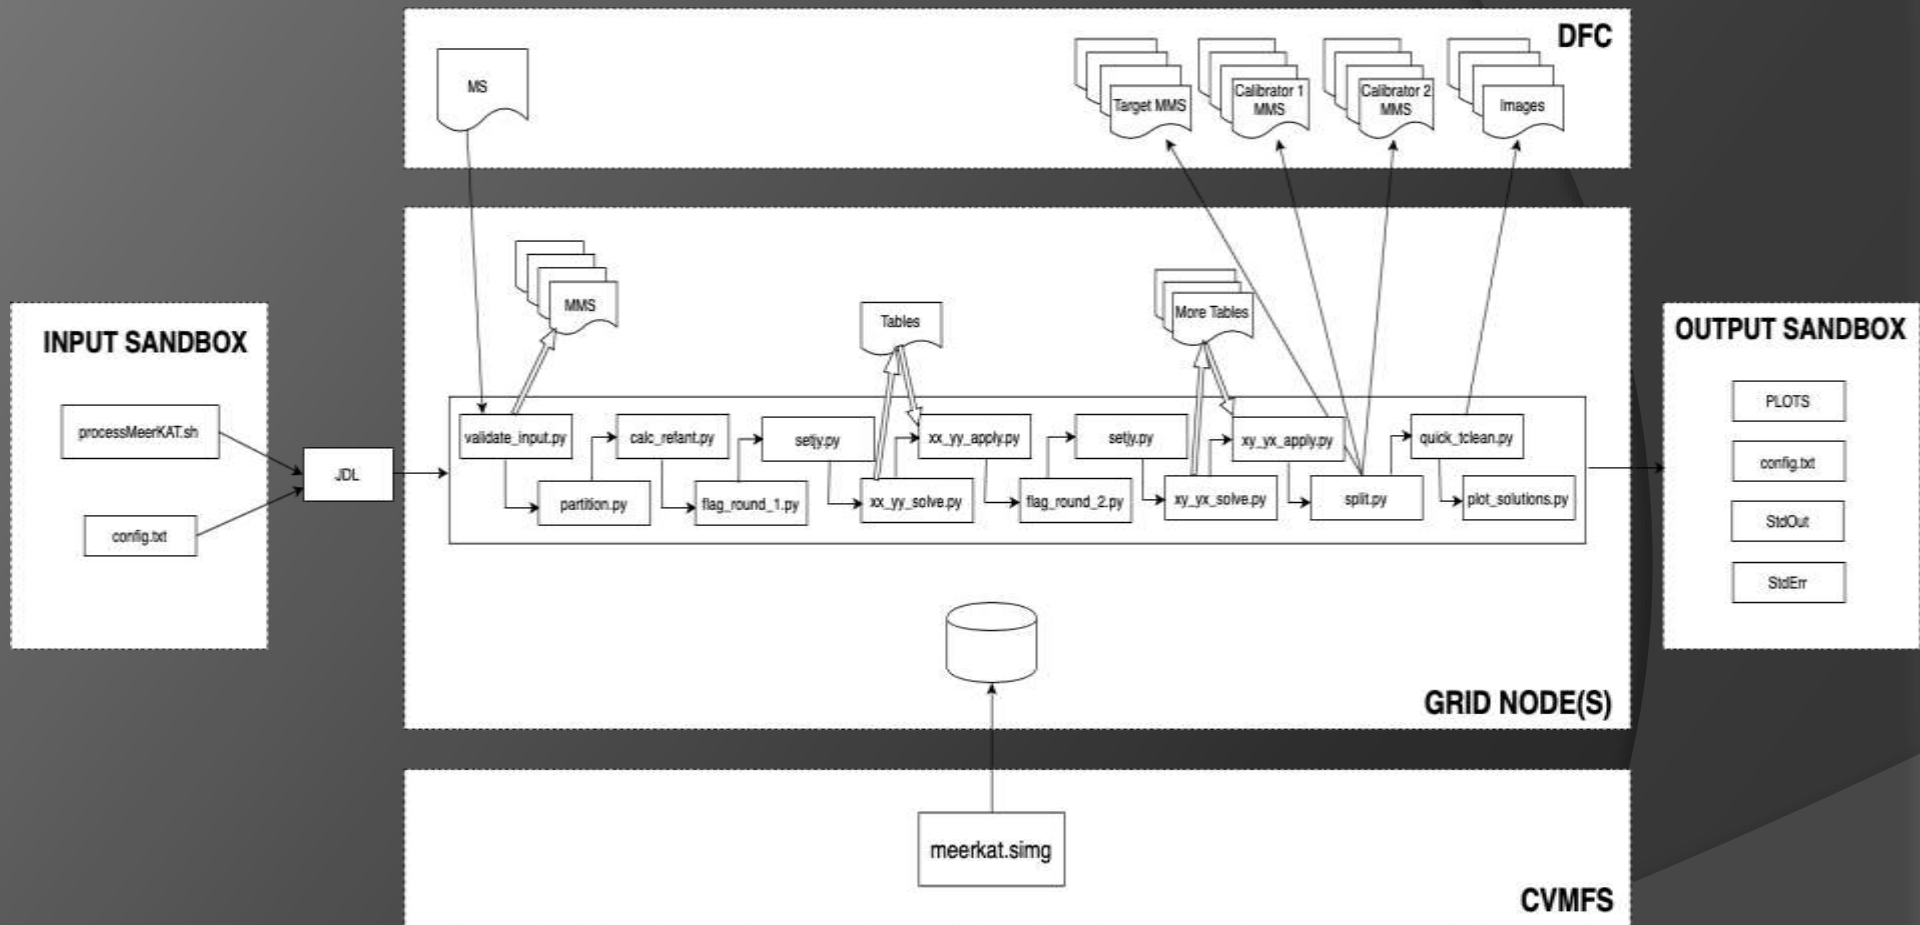 DFC
MS
Target MMS
Calibrator 1
MMS
Calibrator 2
MMS
Images
INPUT SANDBOX
processMeerKAT.sh
config.txt
JDL
MMS
Tables
More Tables
validate_input.py
partition.py
calc_refant.py
flag_round_1.py
setjy.py
xx_yy_solve.py
xx_yy_apply.py
flag_round_2.py
setjy.py
xy_yx_solve.py
xy_yx_apply.py
split.py
quick_tclean.py
plot_solutions.py
GRID NODE(S)
OUTPUT SANDBOX
PLOTS
config.txt
StdOut
StdErr
meerkat.simg
CVMFS